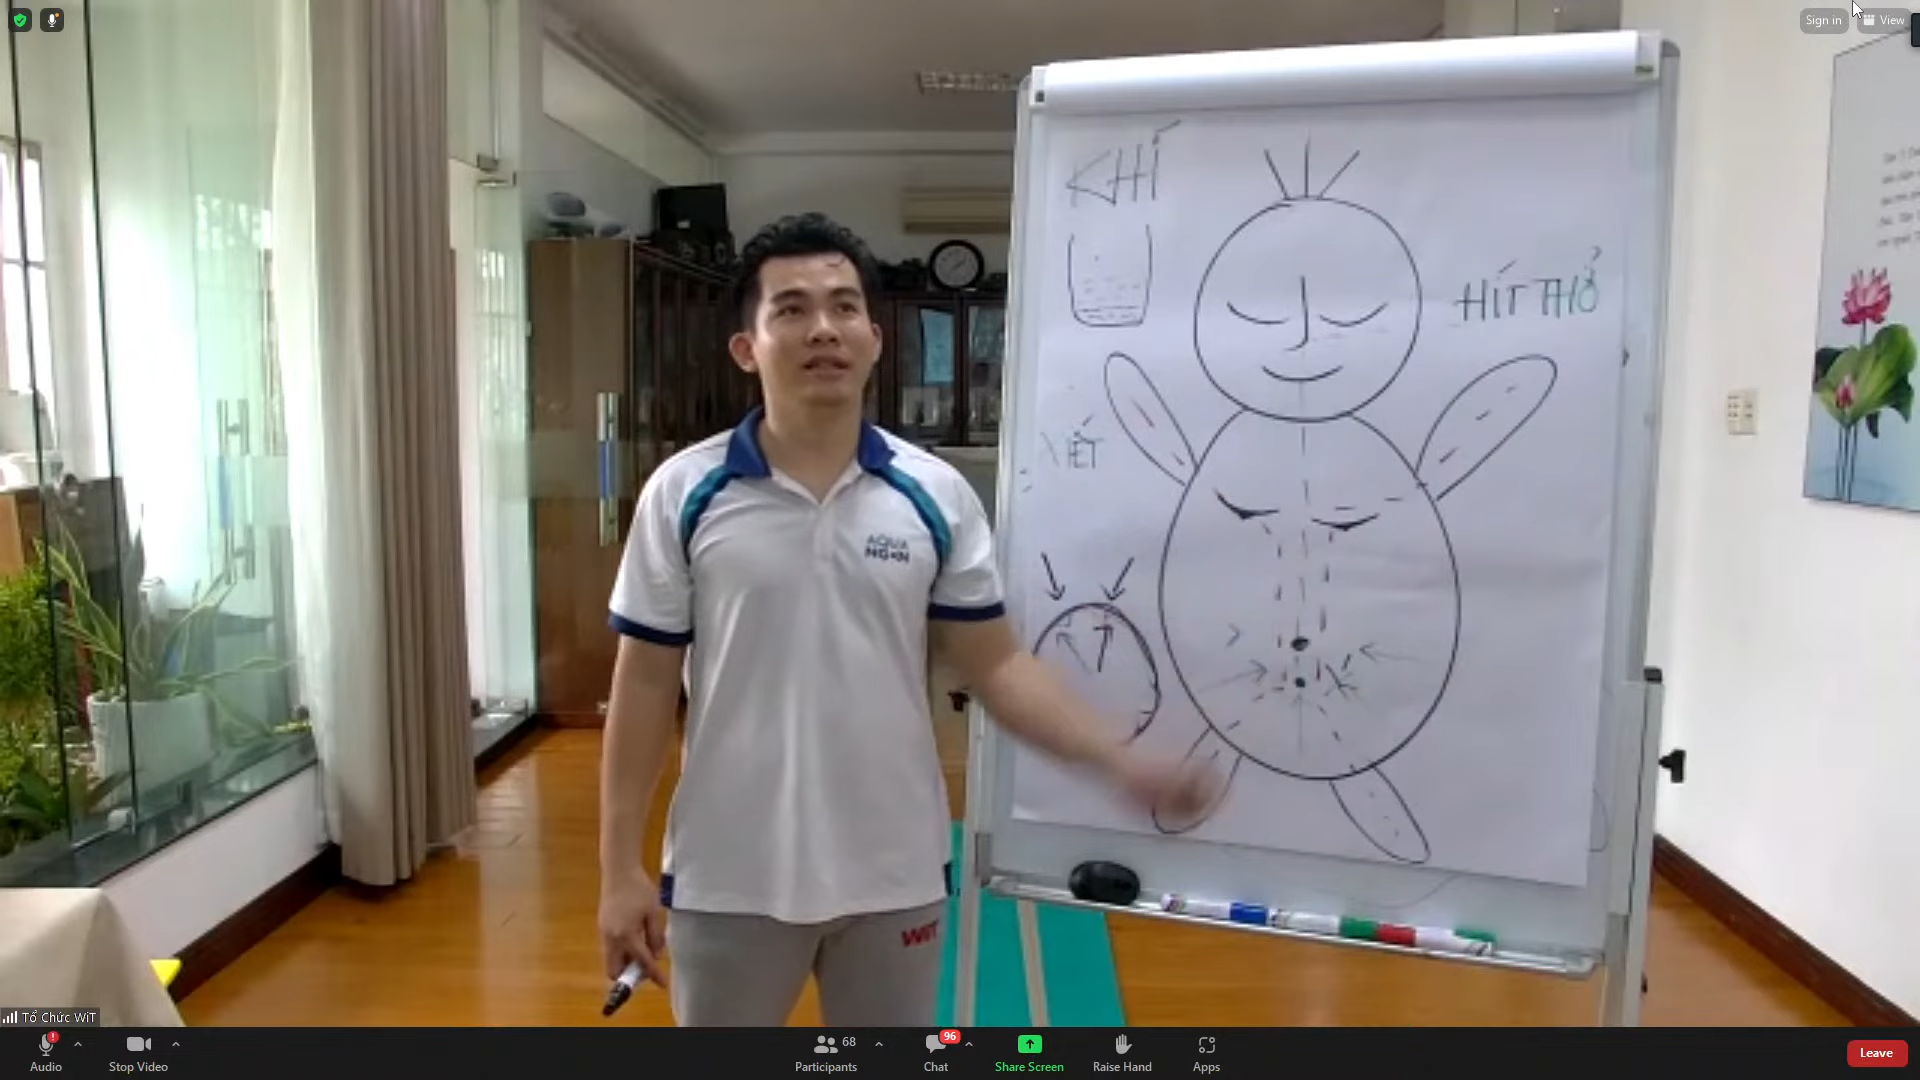 Sign in
View
KHÍ
HÍT THỞ
AQUA
WiT
Tổ Chức WiT
Audio
Stop Video
68
Participants
96
Chat
Share Screen
Raise Hand
Apps
Leave